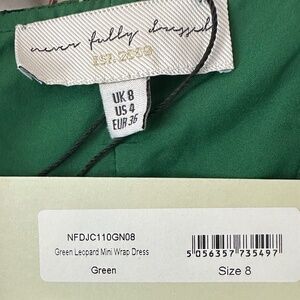 never fully dressed
EST. 2009
UK 8
US 4
EUR 36
NFDJC110GN08
Green Leopard Mini Wrap Dress
Green
5 056357 735497
Size 8